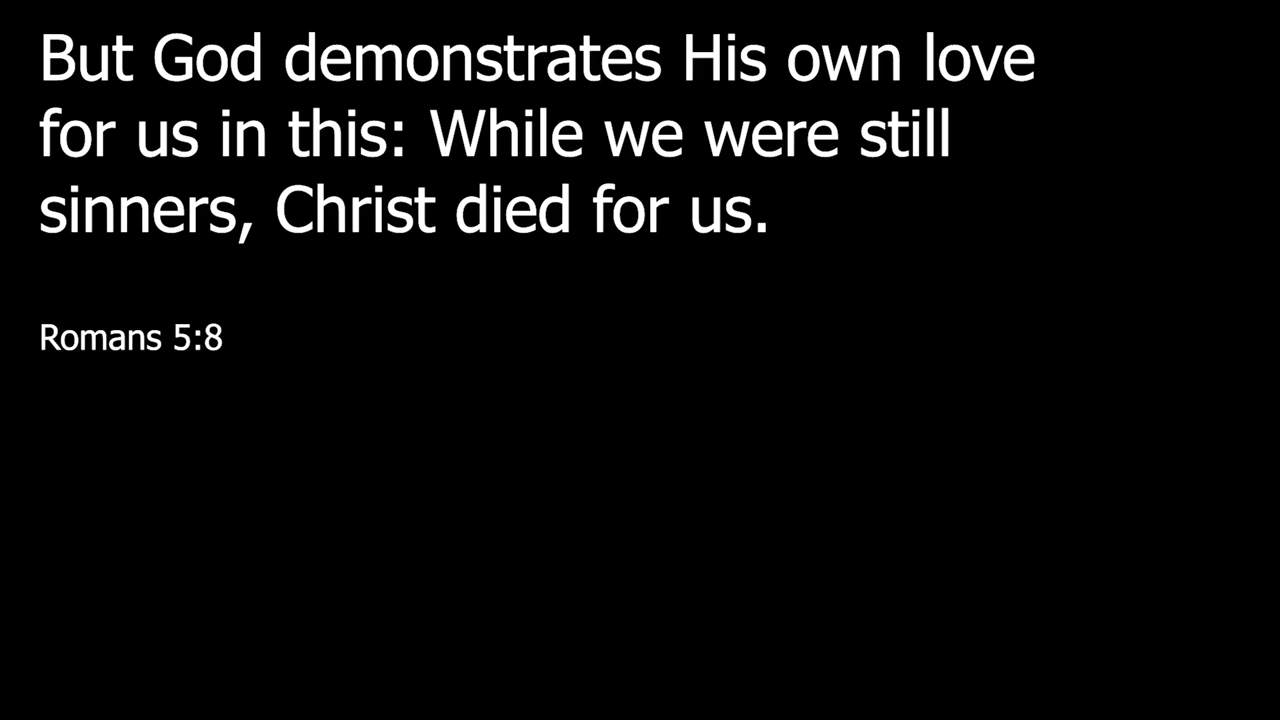 But God demonstrates His own love
for us in this: While we were still
sinners, Christ died for us.
Romans 5:8